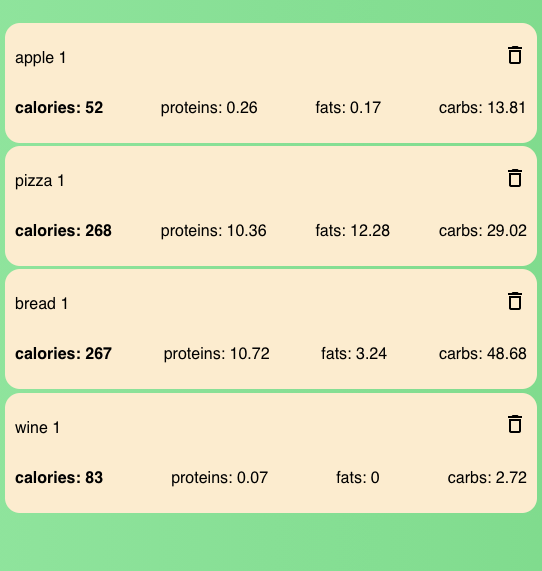 apple 1
calories: 52 proteins: 0.26 fats: 0.17 carbs: 13.81
pizza 1
calories: 268 proteins: 10.36 fats: 12.28 carbs: 29.02
bread 1
calories: 267 proteins: 10.72 fats: 3.24 carbs: 48.68
wine 1
calories: 83 proteins: 0.07 fats: 0 carbs: 2.72